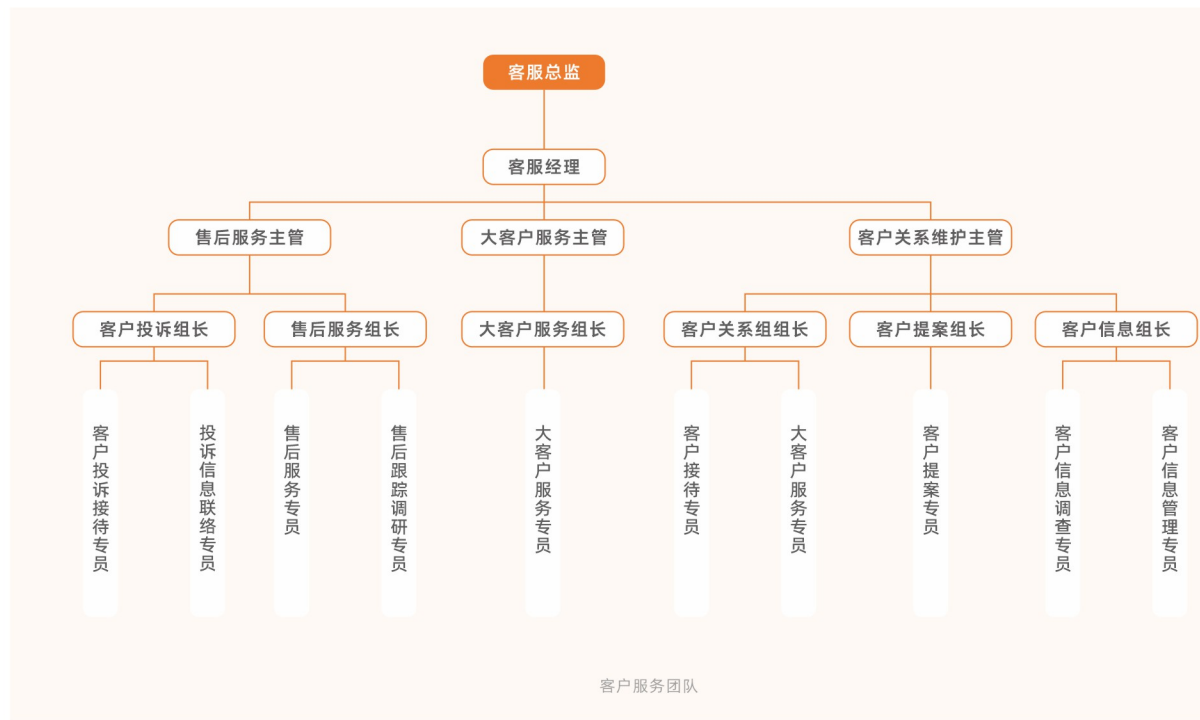 客服总监
客服经理
售后服务主管
大客户服务主管
客户关系维护主管
客户投诉组长
售后服务组长
大客户服务组长
客户关系组组长
客户提案组长
客户信息组长
客户投诉接待专员
投诉信息联络专员
售后服务专员
售后跟踪调研专员
大客户服务专员
客户接待专员
大客户服务专员
客户提案专员
客户信息调查专员
客户信息管理专员
客户服务团队